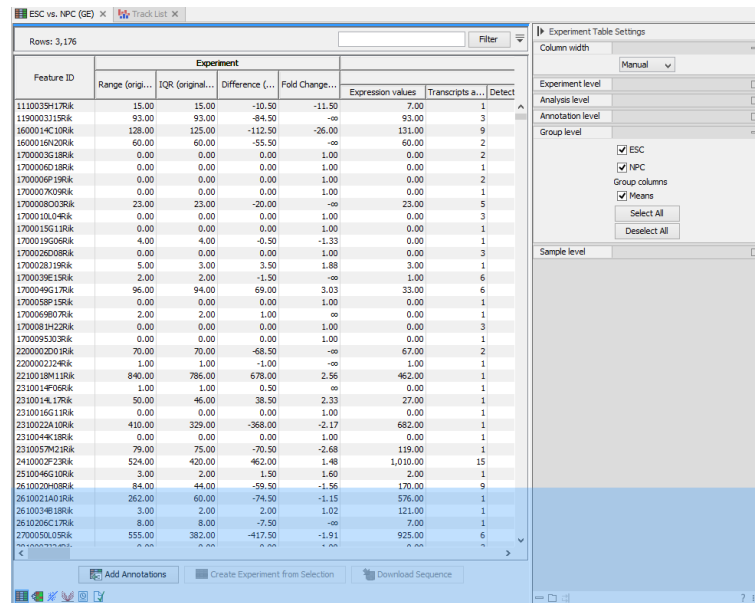 ESC vs. NPC (GE) Track List
Rows: 3,176 Filter
Feature ID Experiment
Range (origi... IQR (original... Difference (... Fold Change... Expression values Transcripts a... Detect
1110035H17Rik 15.00 15.00 -10.50 -11.50 7.00 1
1190003J15Rik 93.00 93.00 -84.50 -∞ 93.00 3
1600014C10Rik 128.00 125.00 -112.50 -26.00 131.00 9
1600016N20Rik 60.00 60.00 -55.50 -∞ 60.00 2
1700003G18Rik 0.00 0.00 0.00 1.00 0.00 2
1700006D18Rik 0.00 0.00 0.00 1.00 0.00 1
1700006P19Rik 0.00 0.00 0.00 1.00 0.00 2
1700007K09Rik 0.00 0.00 0.00 1.00 0.00 1
1700008O03Rik 23.00 23.00 -20.00 -∞ 23.00 5
1700010L04Rik 0.00 0.00 0.00 1.00 0.00 3
1700015G11Rik 0.00 0.00 0.00 1.00 0.00 1
1700019G06Rik 4.00 4.00 -0.50 -1.33 0.00 1
1700026D08Rik 0.00 0.00 0.00 1.00 0.00 3
1700028J19Rik 5.00 3.00 3.50 1.88 3.00 1
1700039E15Rik 2.00 2.00 -1.50 -∞ 1.00 6
1700049G17Rik 96.00 94.00 69.00 3.03 33.00 6
1700058P15Rik 0.00 0.00 0.00 1.00 0.00 1
1700069B07Rik 2.00 2.00 1.00 ∞ 0.00 1
1700081H22Rik 0.00 0.00 0.00 1.00 0.00 3
1700095J03Rik 0.00 0.00 0.00 1.00 0.00 1
2200002D01Rik 70.00 70.00 -68.50 -∞ 67.00 2
2200002J24Rik 1.00 1.00 -1.00 -∞ 1.00 1
2210018M11Rik 840.00 786.00 678.00 2.56 462.00 1
2310014F06Rik 1.00 1.00 0.50 ∞ 0.00 1
2310014L17Rik 50.00 46.00 38.50 2.33 27.00 1
2310016G11Rik 0.00 0.00 0.00 1.00 0.00 1
2310022A10Rik 410.00 329.00 -368.00 -2.17 682.00 1
2310044K18Rik 0.00 0.00 0.00 1.00 0.00 1
2310057M21Rik 79.00 75.00 -70.50 -2.68 119.00 1
2410002F23Rik 524.00 420.00 462.00 1.48 1,010.00 15
2510046G10Rik 3.00 2.00 1.50 1.60 2.00 1
2610020H08Rik 84.00 44.00 -59.50 -1.56 170.00 9
2610021A01Rik 262.00 60.00 -74.50 -1.15 576.00 1
2610034B18Rik 3.00 2.00 2.00 1.02 121.00 1
2610206C17Rik 8.00 8.00 -7.50 -∞ 7.00 1
2700050L05Rik 555.00 382.00 -417.50 -1.91 925.00 6
Add Annotations Create Experiment from Selection Download Sequence
Experiment Table Settings
Column width
Manual
Experiment level
Analysis level
Annotation level
Group level
ESC
NPC
Group columns
Means
Select All
Deselect All
Sample level
?